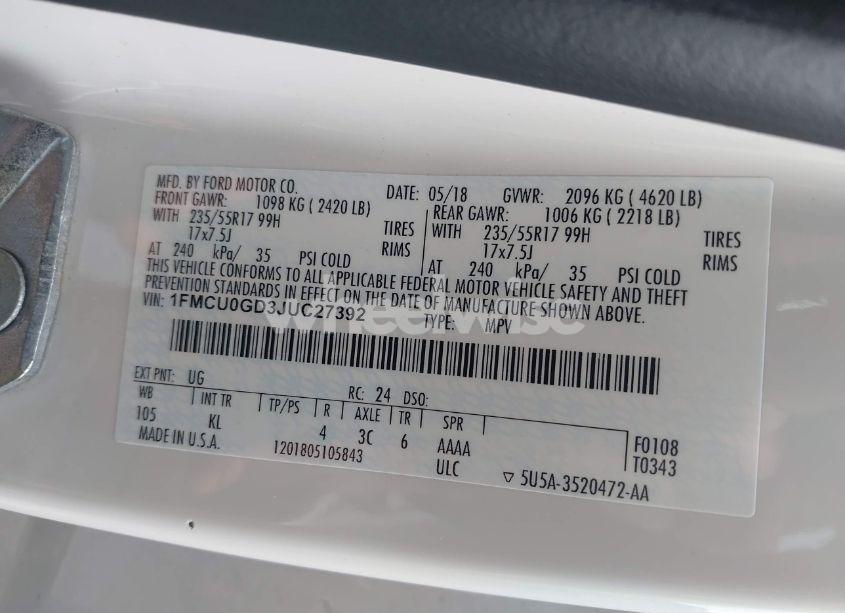 MFD. BY FORD MOTOR CO. DATE: 05/18 GVWR: 2096 KG ( 4620 LB)
FRONT GAWR: 1098 KG ( 2420 LB) REAR GAWR: 1006 KG ( 2218 LB)
WITH 235/55R17 99H TIRES WITH 235/55R17 99H TIRES
17x7.5J RIMS 17x7.5J RIMS
AT 240 kPa/ 35 PSI COLD AT 240 kPa/ 35 PSI COLD
THIS VEHICLE CONFORMS TO ALL APPLICABLE FEDERAL MOTOR VEHICLE SAFETY AND THEFT
PREVENTION STANDARDS IN EFFECT ON THE DATE OF MANUFACTURE SHOWN ABOVE.
VIN: 1FMCU0GD3JUC27392 TYPE: MPV
wheelwise
EXT PNT: UG RC: 24 DSO:
WB INT TR TP/PS R AXLE TR SPR
105 KL 4 3C 6 AAAA F0108
MADE IN U.S.A. 1201805105843 ULC T0343
▽ 5U5A-3520472-AA